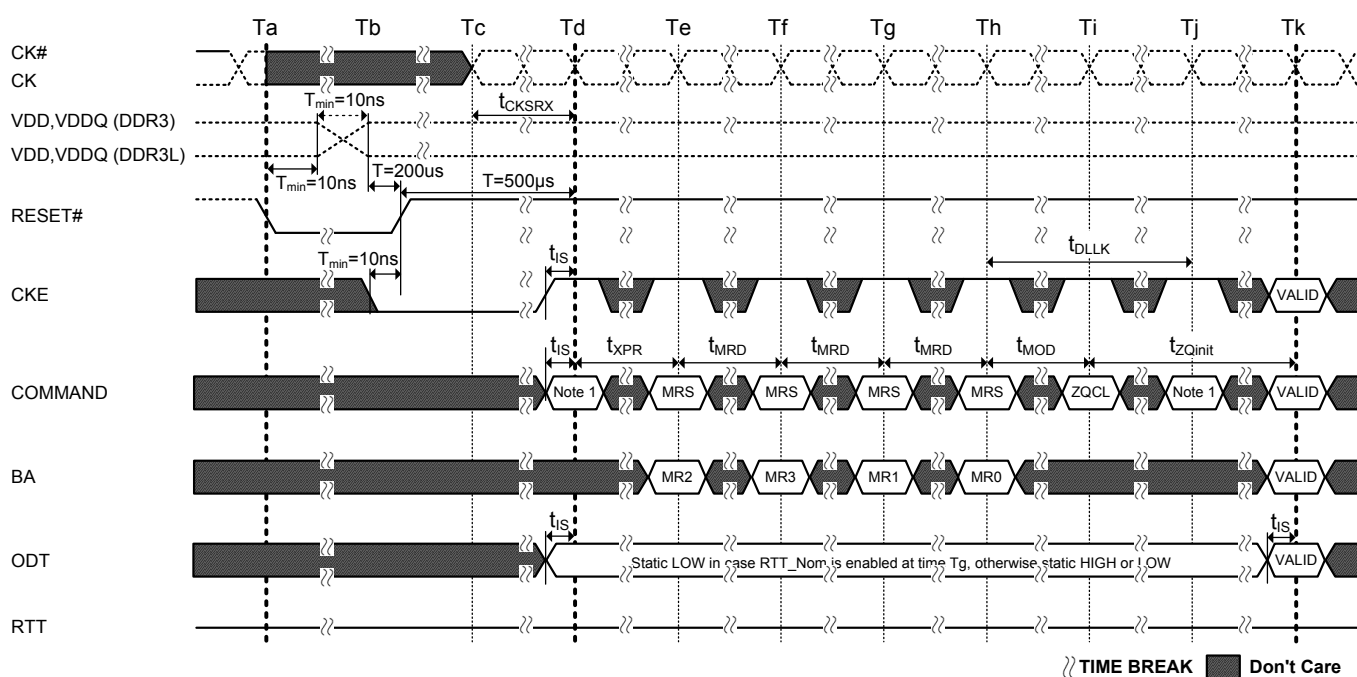 Ta Tb Tc Td Te Tf Tg Th Ti Tj Tk
CK#
CK
Tmin=10ns
tCKSRX
VDD,VDDQ (DDR3)
VDD,VDDQ (DDR3L)
Tmin=10ns
T=200us
T=500µs
RESET#
Tmin=10ns
tIS
tDLLK
CKE
VALID
tIS tXPR tMRD tMRD tMRD tMOD tZQinit
COMMAND
Note 1 MRS MRS MRS MRS ZQCL Note 1 VALID
BA
MR2 MR3 MR1 MR0 VALID
tIS
tIS
ODT
Static LOW in case RTT_Nom is enabled at time Tg, otherwise static HIGH or LOW
VALID
RTT
TIME BREAK Don't Care